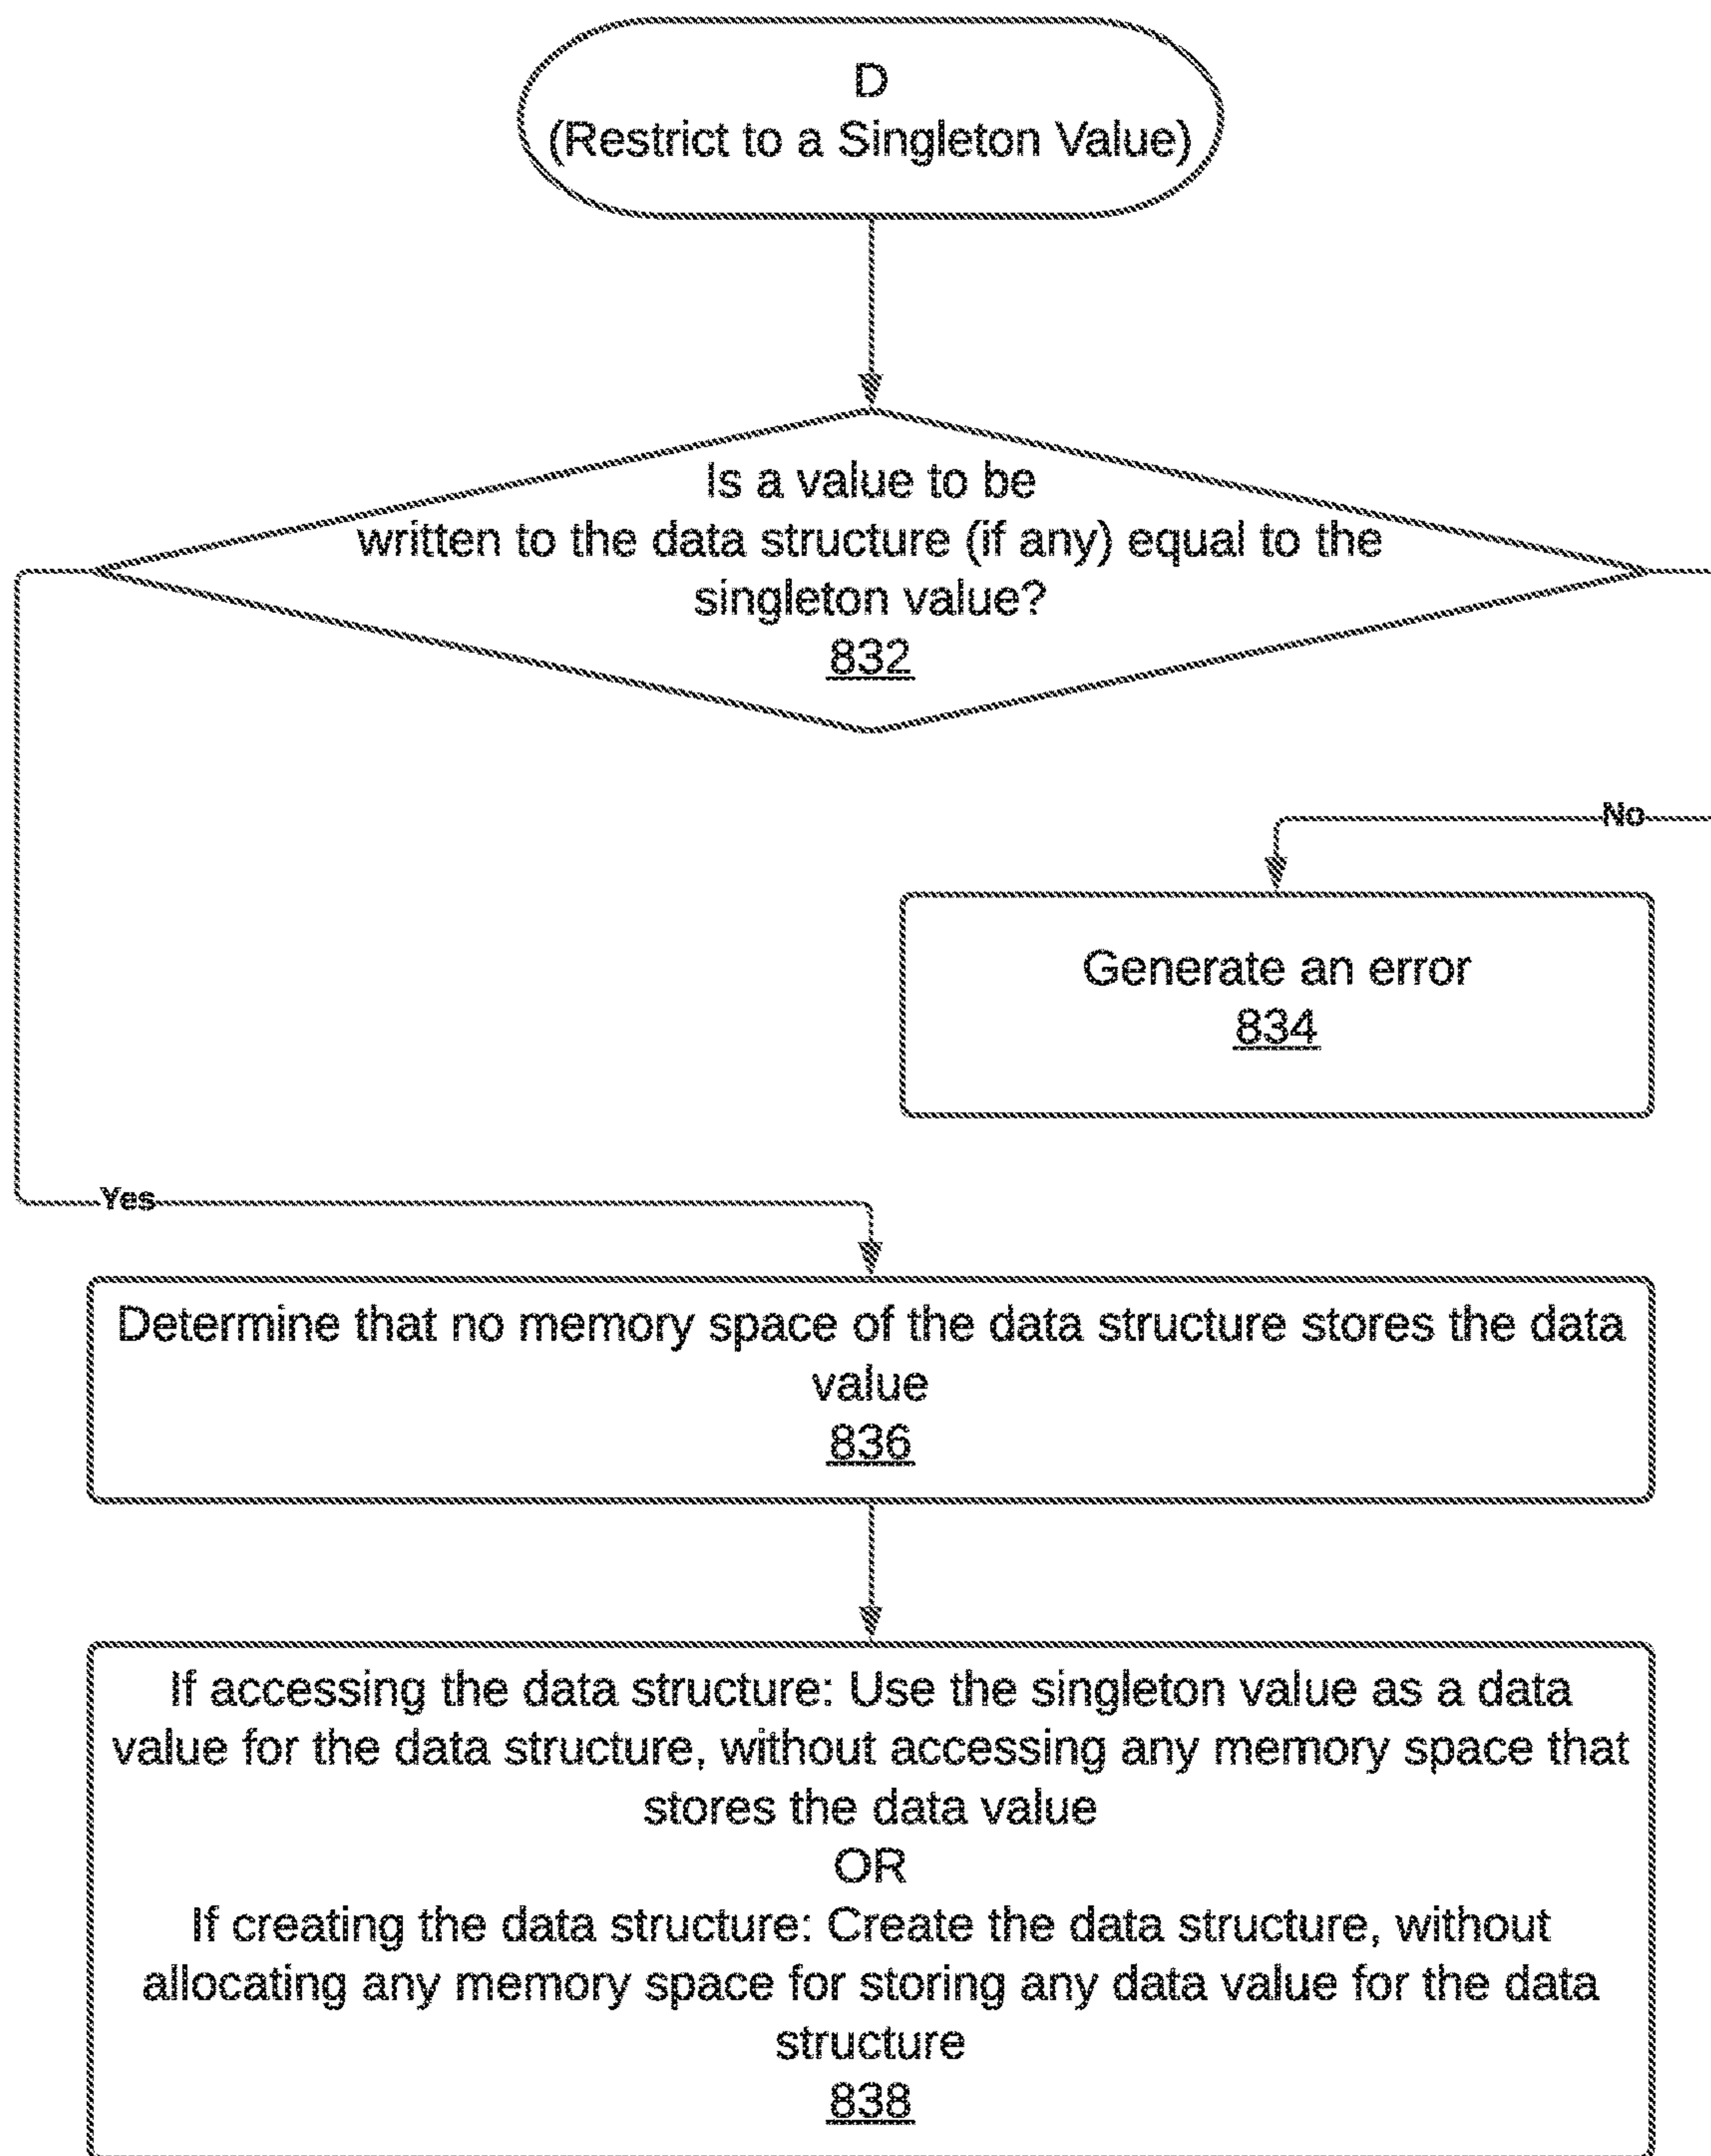 D
(Restrict to a Singleton Value)
Is a value to be
written to the data structure (if any) equal to the
singleton value?
832
No
Generate an error
834
Yes
Determine that no memory space of the data structure stores the data
value
836
If accessing the data structure: Use the singleton value as a data
value for the data structure, without accessing any memory space that
stores the data value
OR
If creating the data structure: Create the data structure, without
allocating any memory space for storing any data value for the data
structure
838